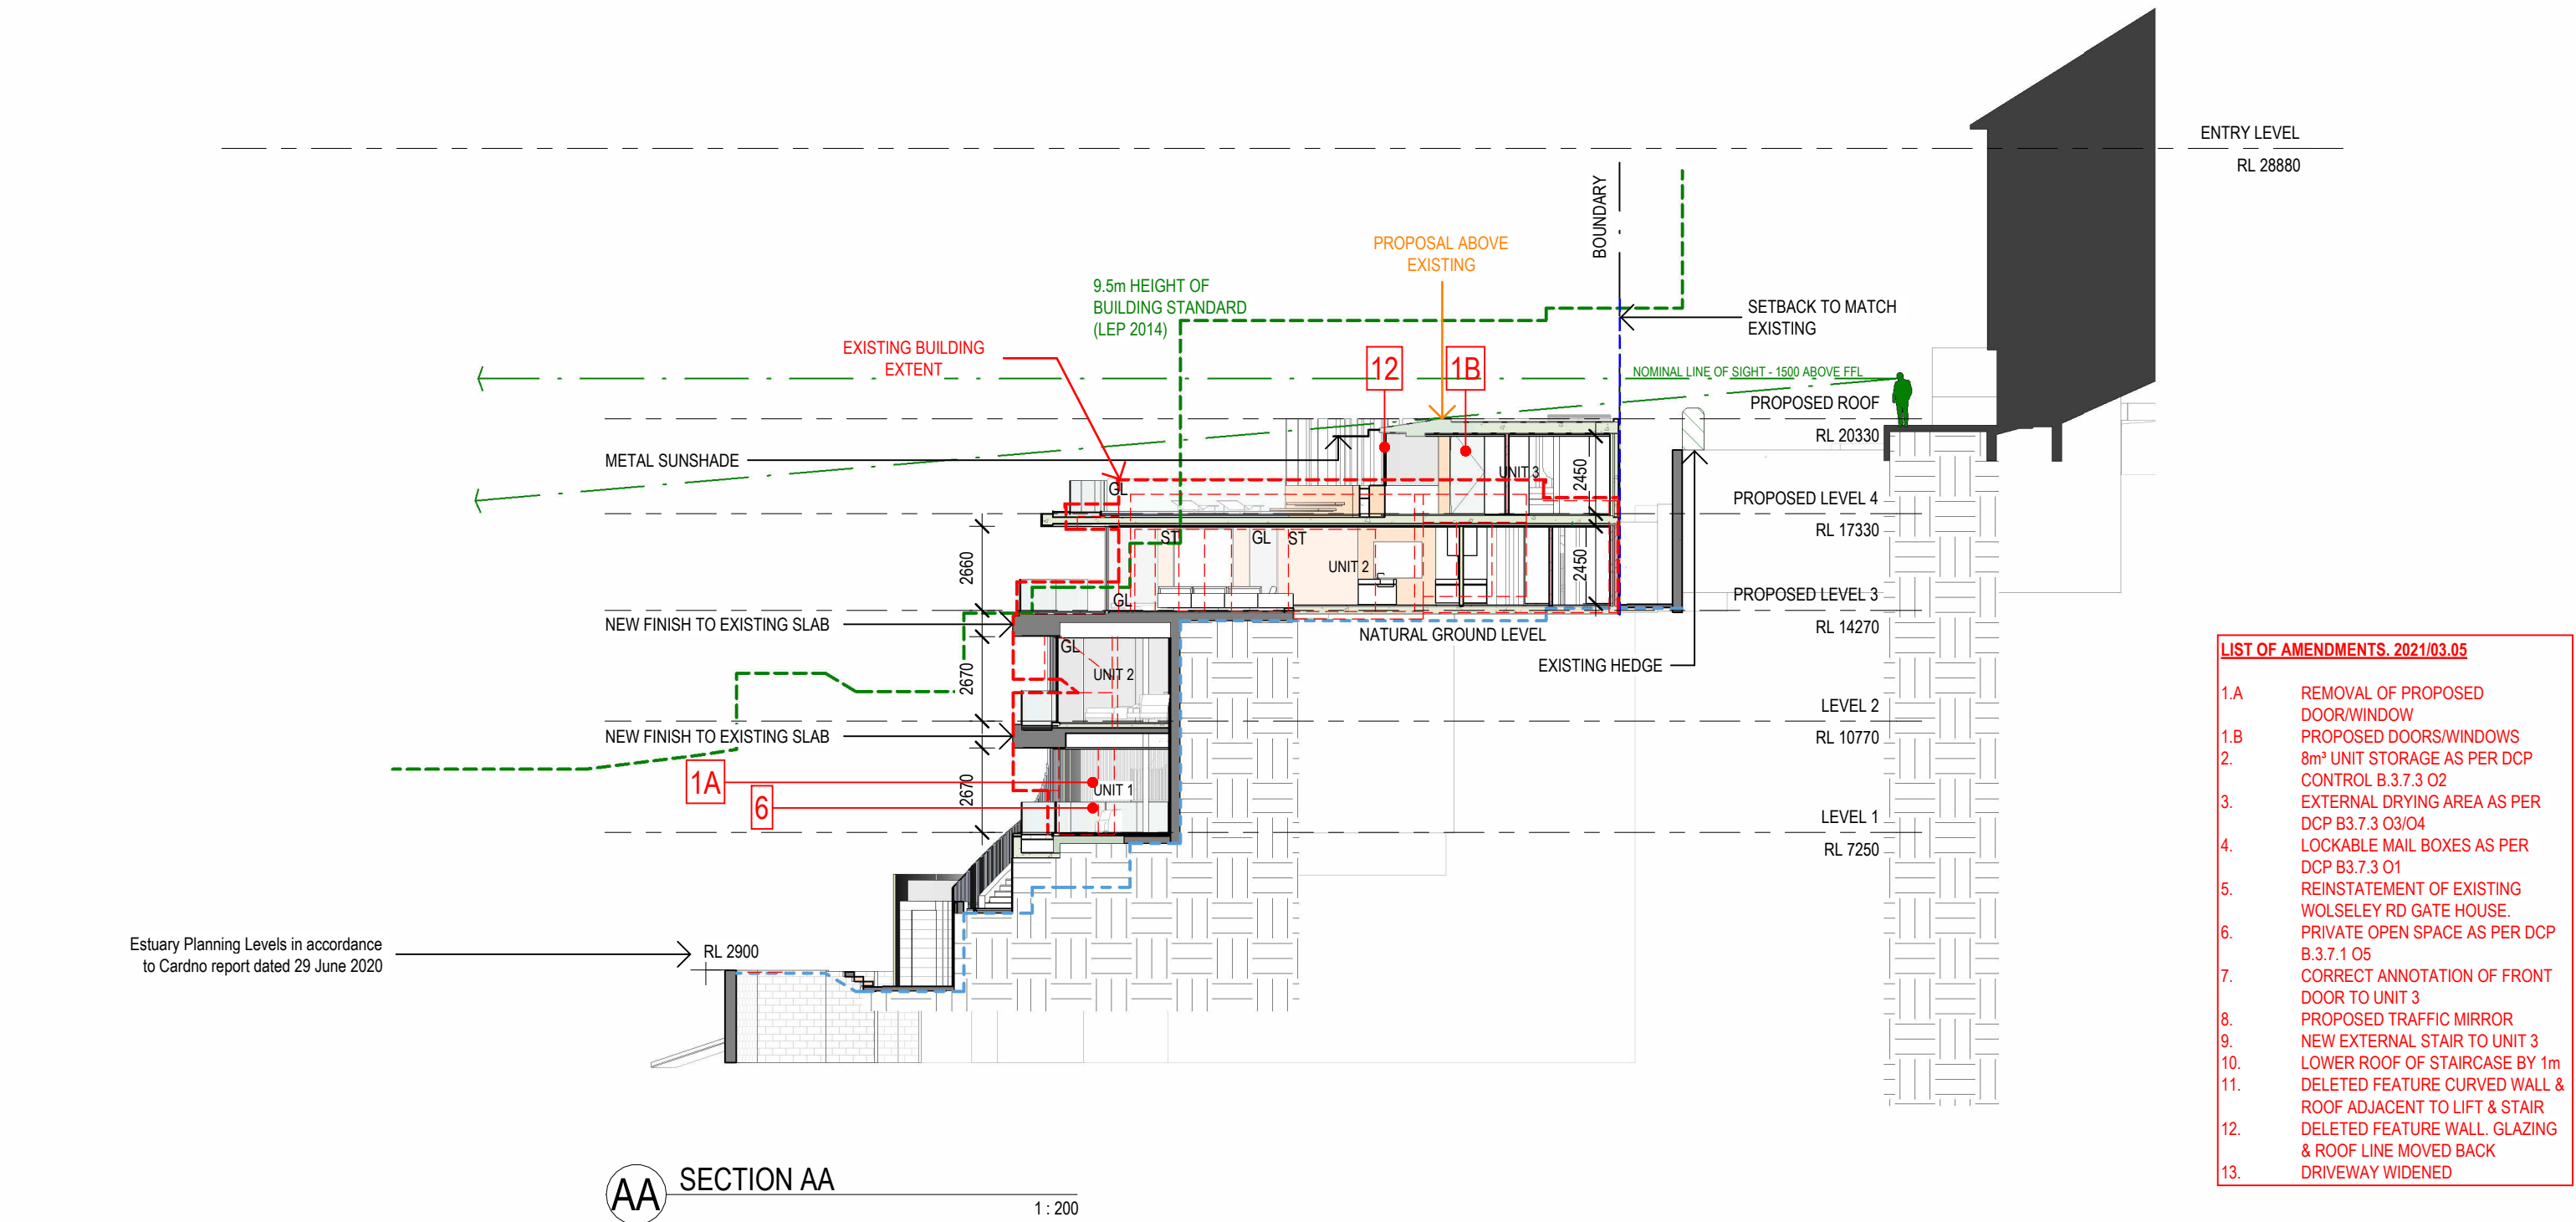 ENTRY LEVEL
RL 28880
BOUNDARY
PROPOSAL ABOVE
EXISTING
9.5m HEIGHT OF
BUILDING STANDARD
(LEP 2014)
SETBACK TO MATCH
EXISTING
EXISTING BUILDING
EXTENT
12
1B
NOMINAL LINE OF SIGHT - 1500 ABOVE FFL
PROPOSED ROOF
RL 20330
METAL SUNSHADE
GL
UNIT 3
2450
PROPOSED LEVEL 4
RL 17330
ST
GL
ST
UNIT 2
2660
2450
GL
PROPOSED LEVEL 3
RL 14270
NEW FINISH TO EXISTING SLAB
NATURAL GROUND LEVEL
EXISTING HEDGE
GL
UNIT 2
2670
LEVEL 2
RL 10770
NEW FINISH TO EXISTING SLAB
1A
UNIT 1
6
2670
LEVEL 1
RL 7250
Estuary Planning Levels in accordance
to Cardno report dated 29 June 2020
RL 2900
LIST OF AMENDMENTS. 2021/03.05
1.A REMOVAL OF PROPOSED
DOOR/WINDOW
1.B PROPOSED DOORS/WINDOWS
2. 8m³ UNIT STORAGE AS PER DCP
CONTROL B.3.7.3 O2
3. EXTERNAL DRYING AREA AS PER
DCP B3.7.3 O3/O4
4. LOCKABLE MAIL BOXES AS PER
DCP B3.7.3 O1
5. REINSTATEMENT OF EXISTING
WOLSELEY RD GATE HOUSE.
6. PRIVATE OPEN SPACE AS PER DCP
B.3.7.1 O5
7. CORRECT ANNOTATION OF FRONT
DOOR TO UNIT 3
8. PROPOSED TRAFFIC MIRROR
9. NEW EXTERNAL STAIR TO UNIT 3
10. LOWER ROOF OF STAIRCASE BY 1m
11. DELETED FEATURE CURVED WALL &
ROOF ADJACENT TO LIFT & STAIR
12. DELETED FEATURE WALL. GLAZING
& ROOF LINE MOVED BACK
13. DRIVEWAY WIDENED
AA
SECTION AA
1 : 200